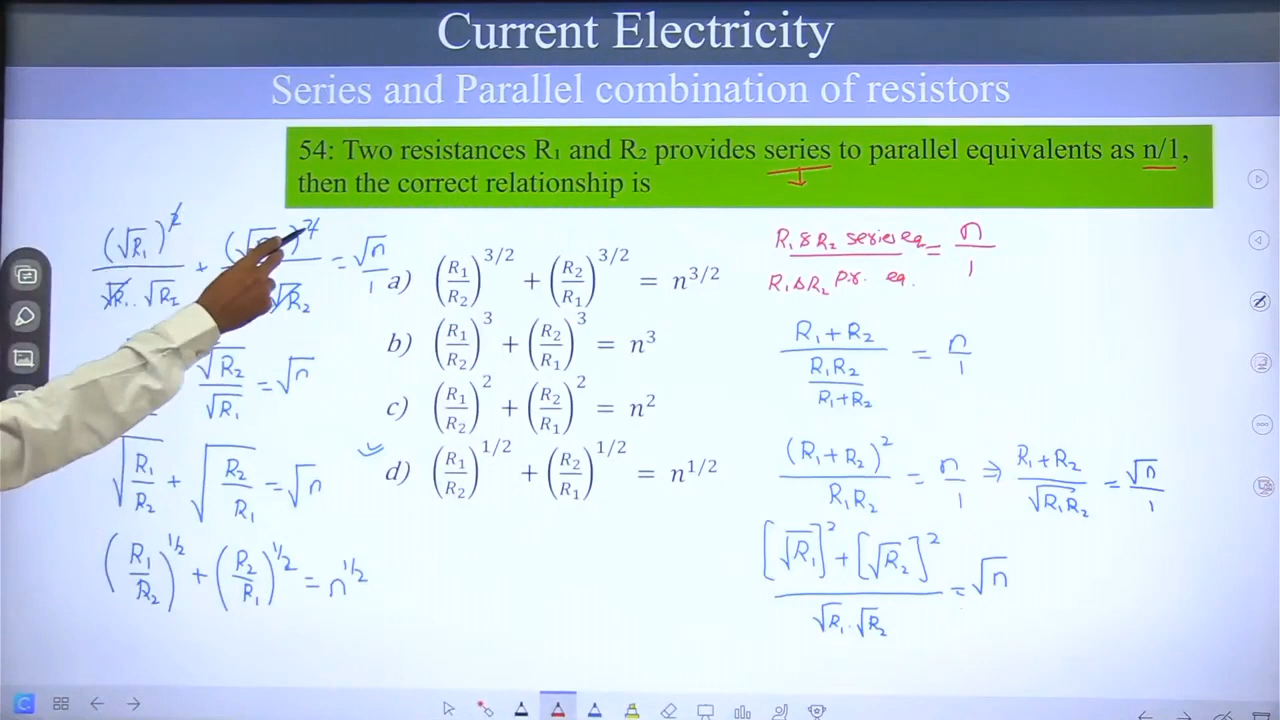 Current Electricity
Series and Parallel combination of resistors
54: Two resistances R₁ and R₂ provides series to parallel equivalents as n/1,
then the correct relationship is
a) (R₁/R₂)^3/2 + (R₂/R₁)^3/2 = n^3/2
b) (R₁/R₂)^3 + (R₂/R₁)^3 = n^3
c) (R₁/R₂)^2 + (R₂/R₁)^2 = n^2
d) (R₁/R₂)^1/2 + (R₂/R₁)^1/2 = n^1/2
R₁ & R₂ series eq = n/1
R₁ & R₂ pr. eq.
(R₁+R₂)/(R₁R₂/(R₁+R₂)) = n/1
(R₁+R₂)²/R₁R₂ = n/1 ⇒ (R₁+R₂)/√R₁R₂ = √n/1
([√R₁]² + [√R₂]²)/(√R₁.√R₂) = √n
(√R₁)²/(√R₁.√R₂) + = √n/1
√R₂/√R₁ = √n
√(R₁/R₂) + √(R₂/R₁) = √n
(R₁/R₂)^1/2 + (R₂/R₁)^1/2 = n^1/2